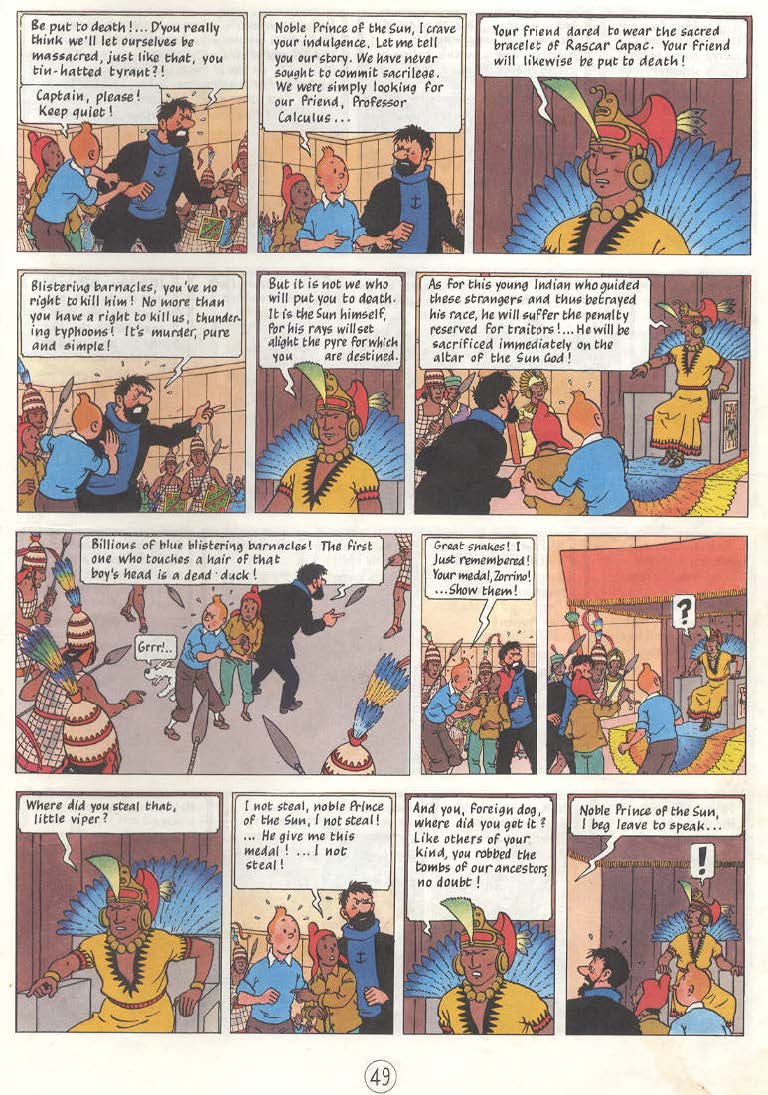 Be put to death!... D'you really
think we'll let ourselves be
massacred, just like that, you
tin-hatted tyrant?!
Captain, please!
Keep quiet!
Noble Prince of the Sun, I crave
your indulgence. Let me tell
you our story. We have never
sought to commit sacrilege.
We were simply looking for
our friend, Professor
Calculus...
Your friend dared to wear the sacred
bracelet of Rascar Capac. Your friend
will likewise be put to death!
Blistering barnacles, you've no
right to kill him! No more than
you have a right to kill us, thunder-
ing typhoons! It's murder, pure
and simple!
But it is not we who
will put you to death.
It is the Sun himself,
for his rays will set
alight the pyre for which
you are destined.
As for this young Indian who guided
these strangers and thus betrayed
his race, he will suffer the penalty
reserved for traitors!... He will be
sacrificed immediately on the
altar of the Sun God!
Billions of blue blistering barnacles! The first
one who touches a hair of that
boy's head is a dead duck!
Grrr!..
Great snakes! I
Just remembered!
Your medal, Zorrino!
...Show them!
?
Where did you steal that,
little viper?
I not steal, noble Prince
of the Sun, I not steal!
... He give me this
medal! ...I not
steal!
And you, foreign dog,
where did you get it?
Like others of your
kind, you robbed the
tombs of our ancestors,
no doubt!
Noble Prince of the Sun,
I beg leave to speak...
!
49